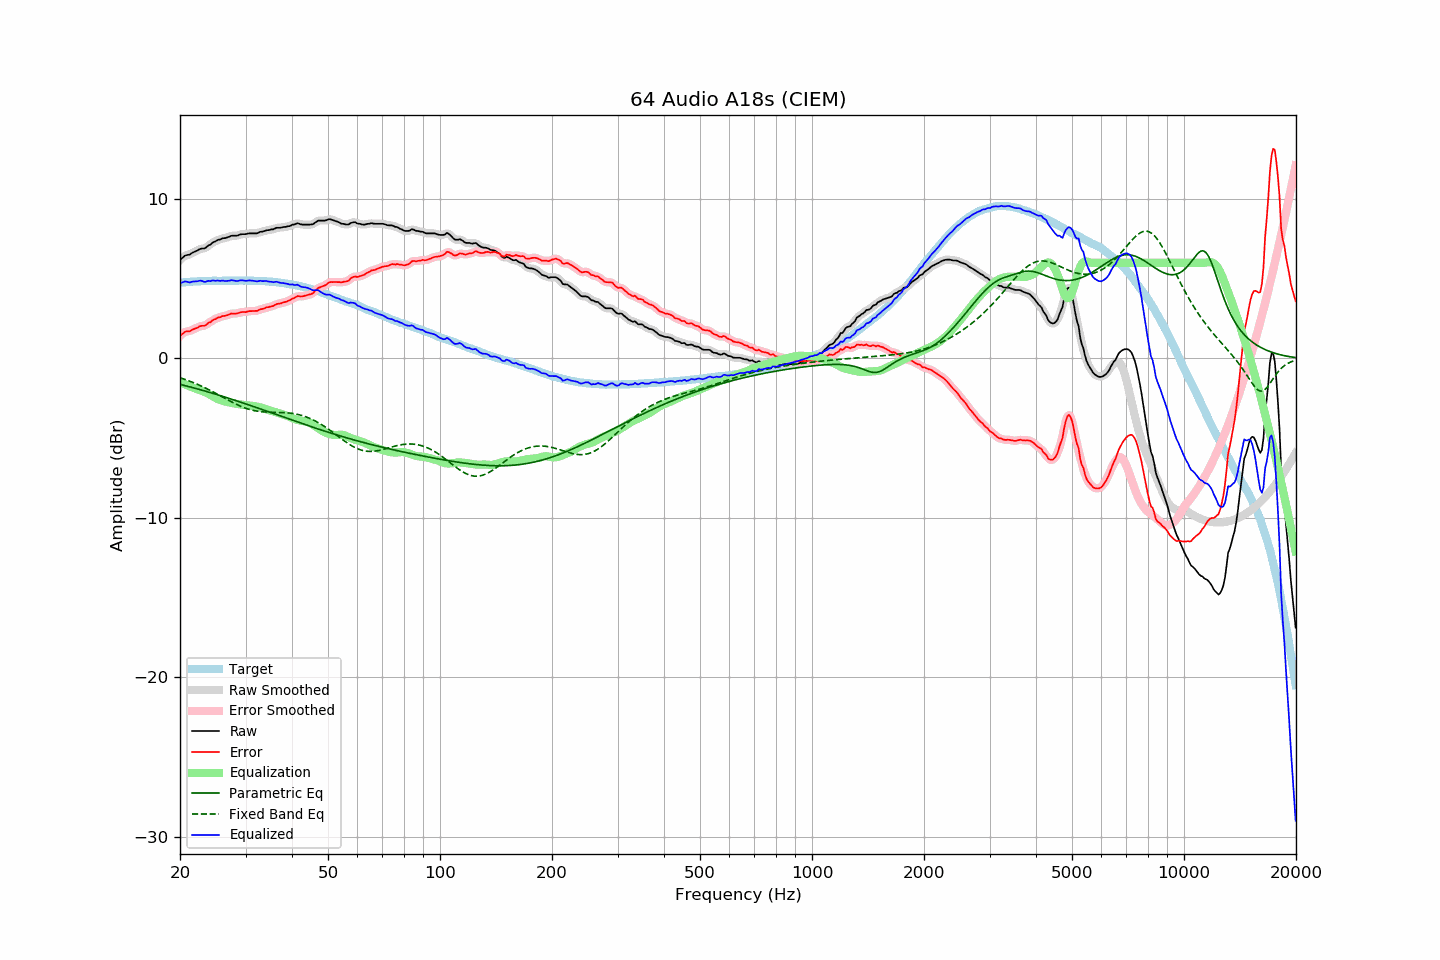 64 Audio A18s (CIEM)
10
0
−10
−20
−30
Amplitude (dBr)
Target
Raw Smoothed
Error Smoothed
Raw
Error
Equalization
Parametric Eq
Fixed Band Eq
Equalized
20 50 100 200 500 1000 2000 5000 10000 20000
Frequency (Hz)